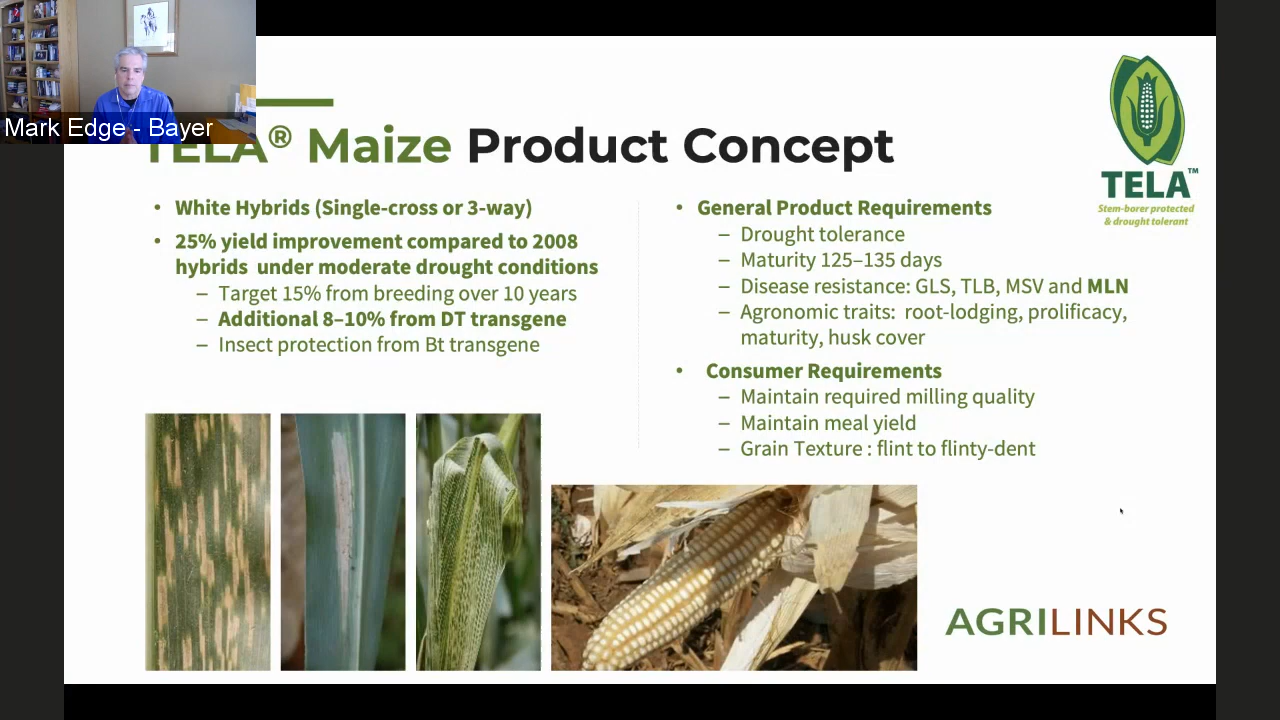 Mark Edge - Bayer
TELA® Maize Product Concept
TELA™
Stem-borer protected
& drought tolerant
• White Hybrids (Single-cross or 3-way)
• 25% yield improvement compared to 2008
hybrids under moderate drought conditions
– Target 15% from breeding over 10 years
– Additional 8–10% from DT transgene
– Insect protection from Bt transgene
• General Product Requirements
– Drought tolerance
– Maturity 125–135 days
– Disease resistance: GLS, TLB, MSV and MLN
– Agronomic traits: root-lodging, prolificacy,
maturity, husk cover
• Consumer Requirements
– Maintain required milling quality
– Maintain meal yield
– Grain Texture : flint to flinty-dent
AGRILINKS